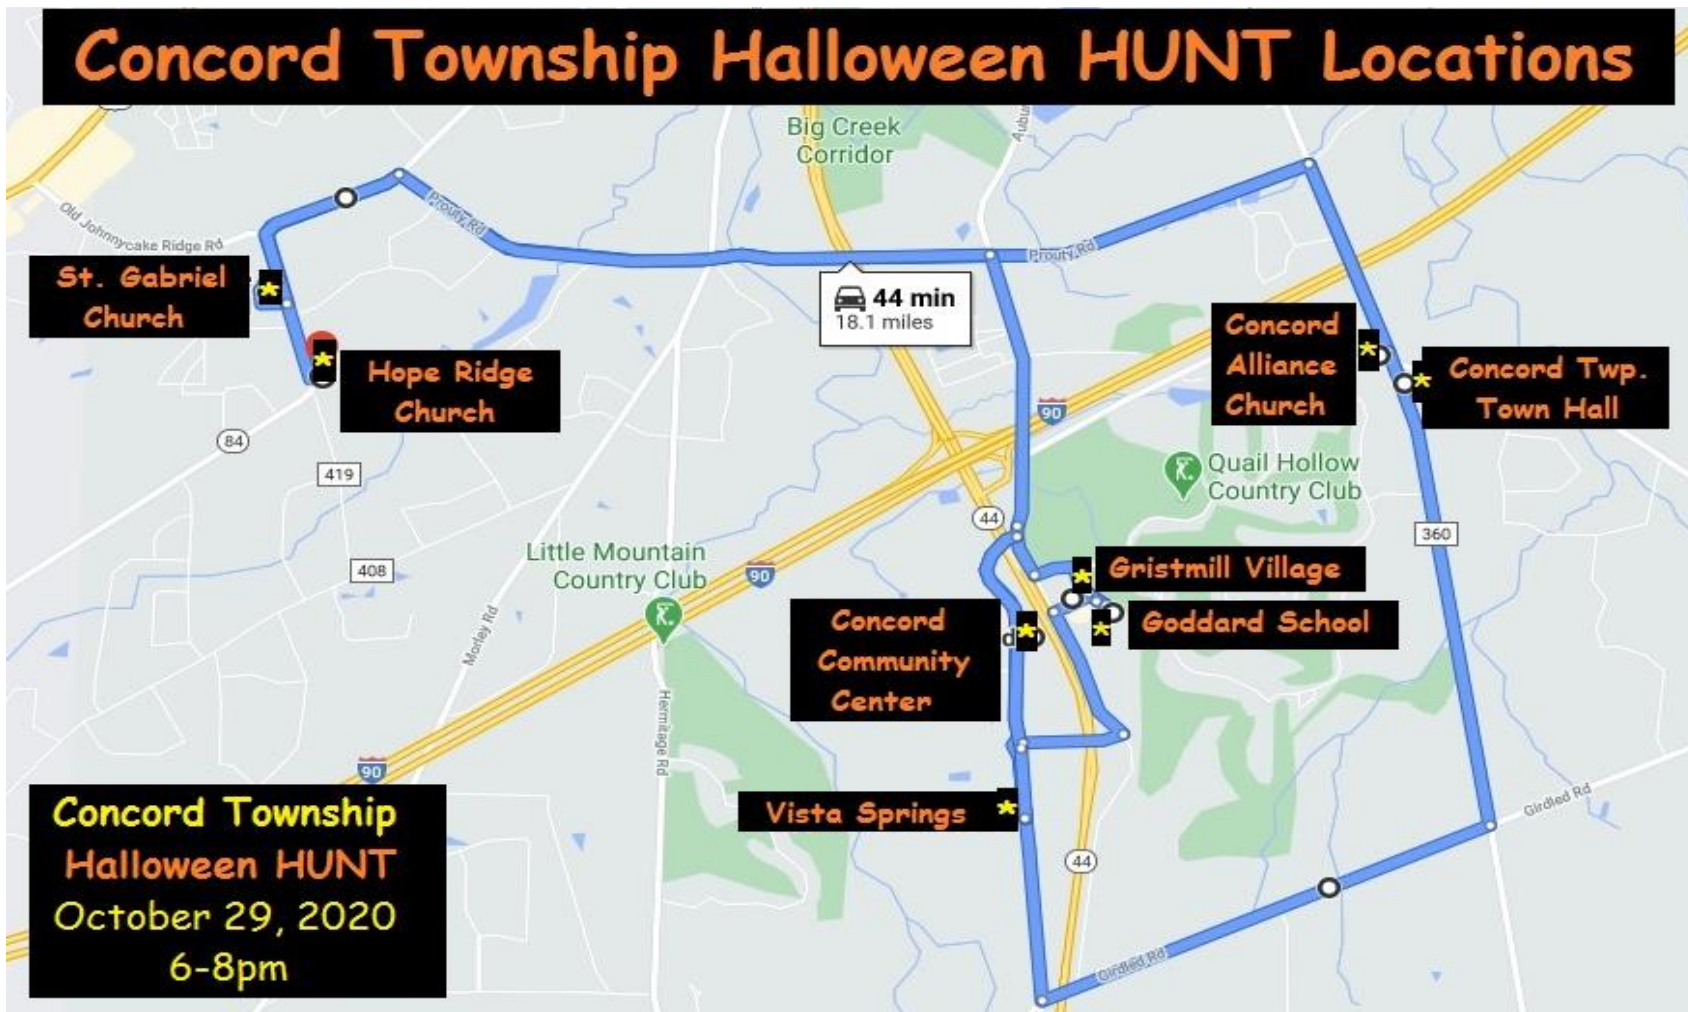 Concord Township Halloween HUNT Locations
Big Creek
Corridor
Aubur
Old Johnnycake Ridge Rd
Prouty Rd
Prouty Rd
St. Gabriel
Church
44 min
18.1 miles
Hope Ridge
Church
Concord
Alliance
Church
Concord Twp.
Town Hall
90
84
419
Quail Hollow
Country Club
44
360
408
Little Mountain
Country Club
90
Gristmill Village
Goddard School
Concord
Community
Center
d
Morley Rd
Hermitage Rd
90
Vista Springs
Girdled Rd
44
Girdled Rd
Concord Township
Halloween HUNT
October 29, 2020
6-8pm